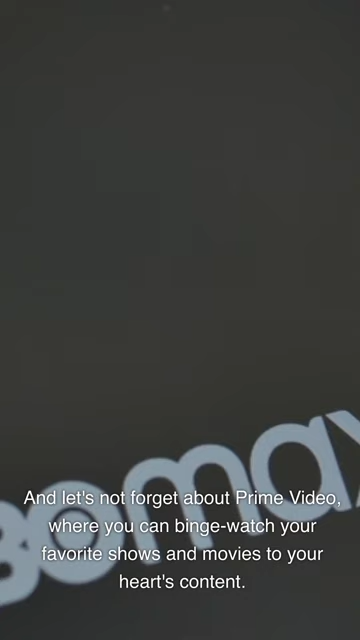 BOmax
And let's not forget about Prime Video,
where you can binge-watch your
favorite shows and movies to your
heart's content.